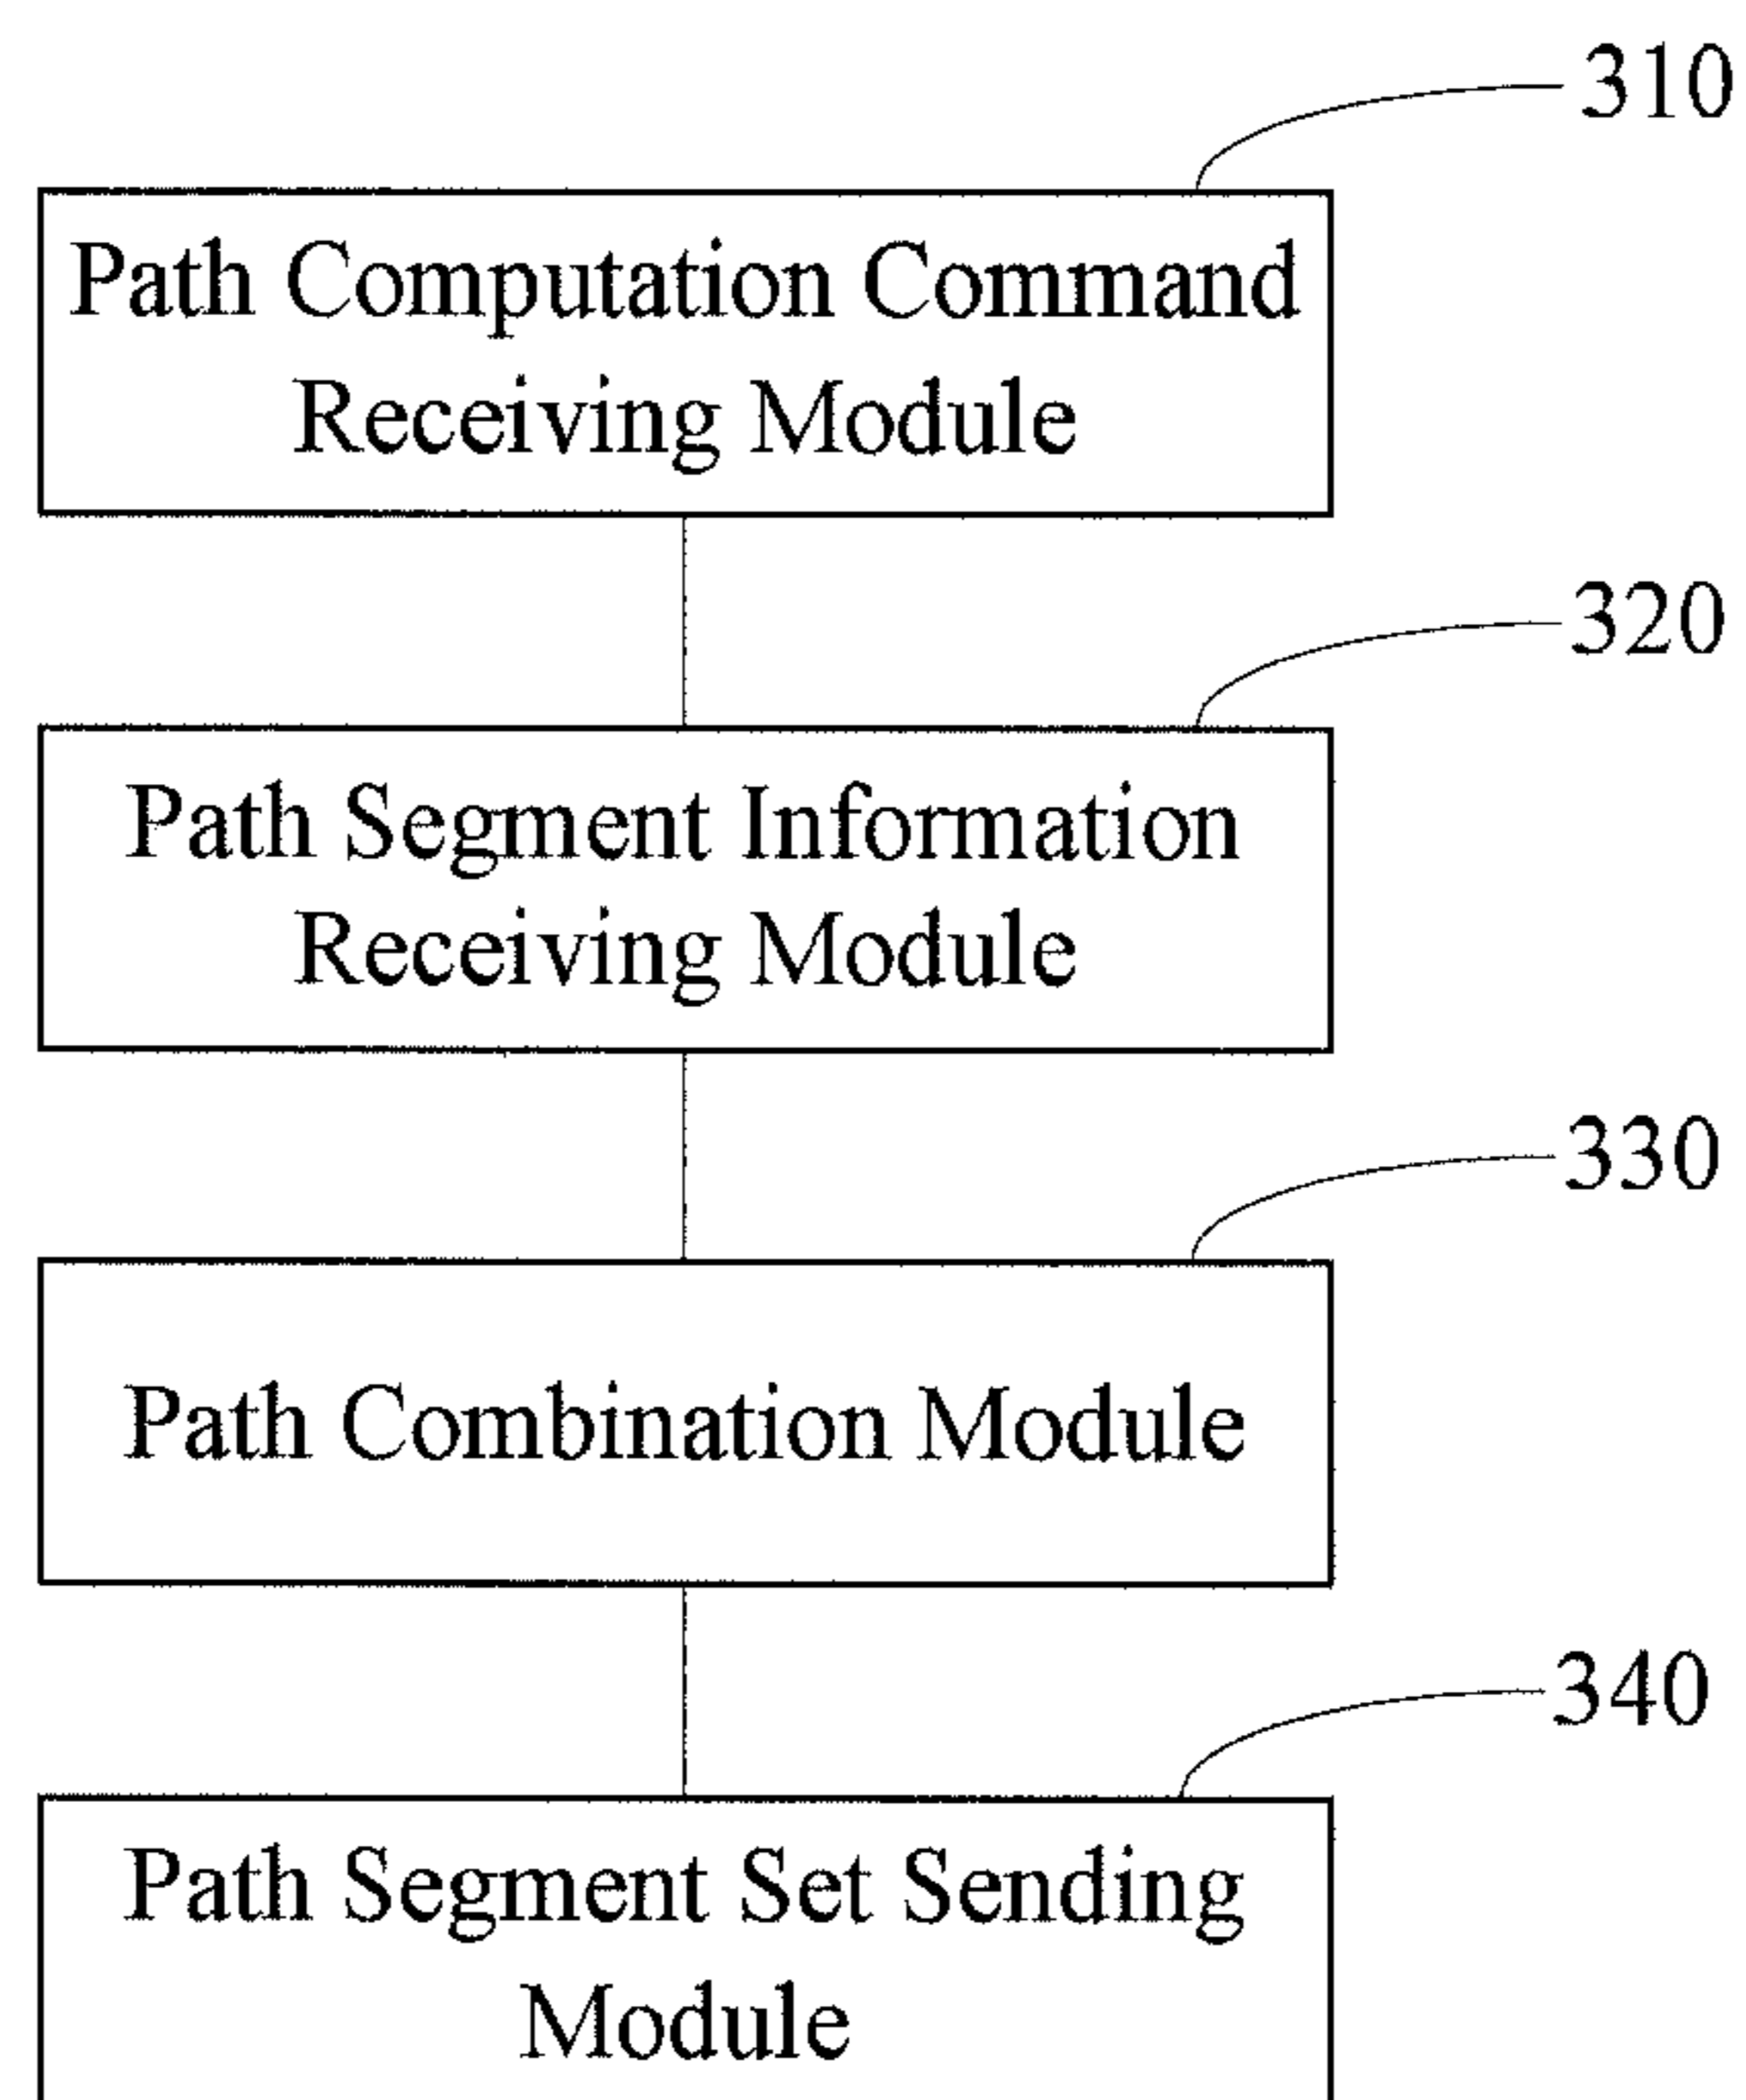 310
Path Computation Command
Receiving Module
320
Path Segment Information
Receiving Module
330
Path Combination Module
340
Path Segment Set Sending
Module